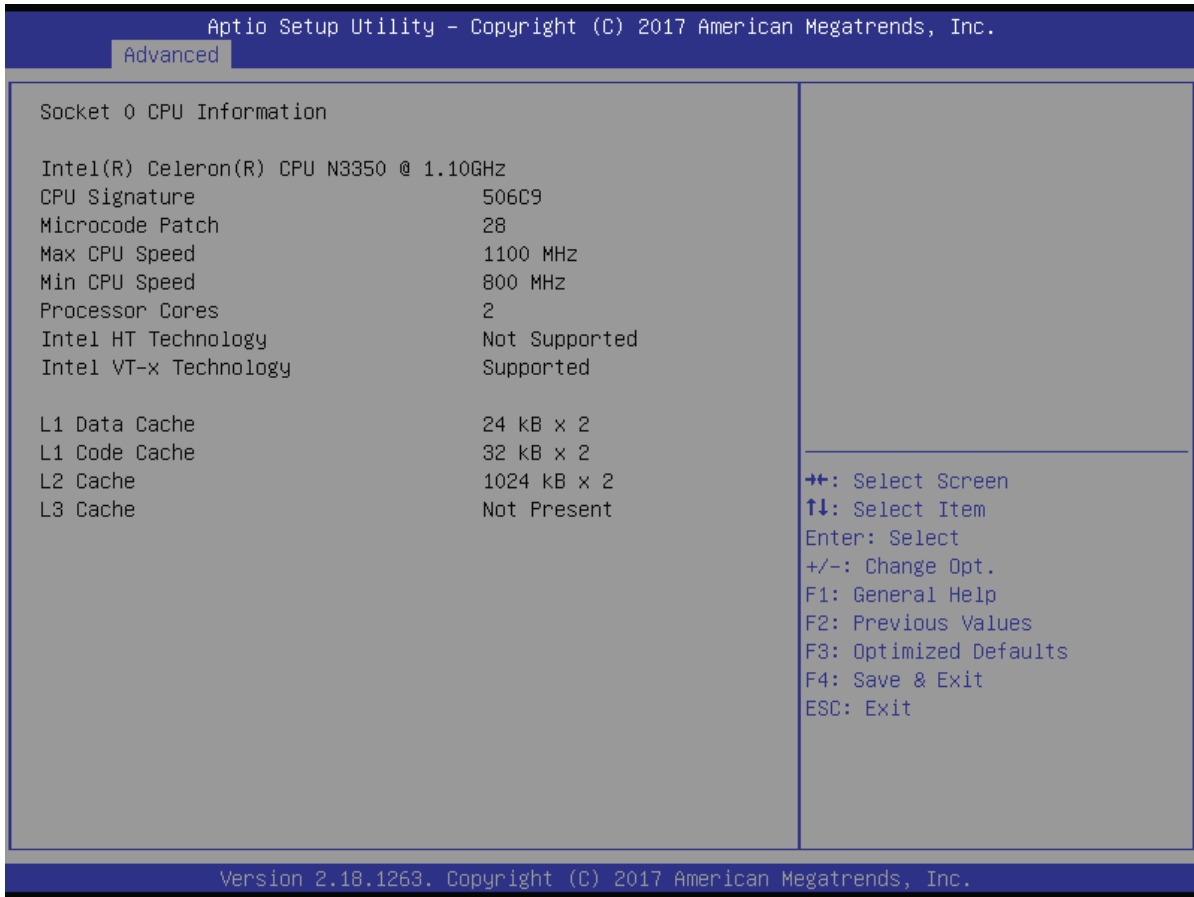 Aptio Setup Utility – Copyright (C) 2017 American Megatrends, Inc.
Advanced
Socket 0 CPU Information
Intel(R) Celeron(R) CPU N3350 @ 1.10GHz
CPU Signature 506C9
Microcode Patch 28
Max CPU Speed 1100 MHz
Min CPU Speed 800 MHz
Processor Cores 2
Intel HT Technology Not Supported
Intel VT-x Technology Supported
L1 Data Cache 24 kB x 2
L1 Code Cache 32 kB x 2
L2 Cache 1024 kB x 2
L3 Cache Not Present
→←: Select Screen
↑↓: Select Item
Enter: Select
+/-: Change Opt.
F1: General Help
F2: Previous Values
F3: Optimized Defaults
F4: Save & Exit
ESC: Exit
Version 2.18.1263. Copyright (C) 2017 American Megatrends, Inc.